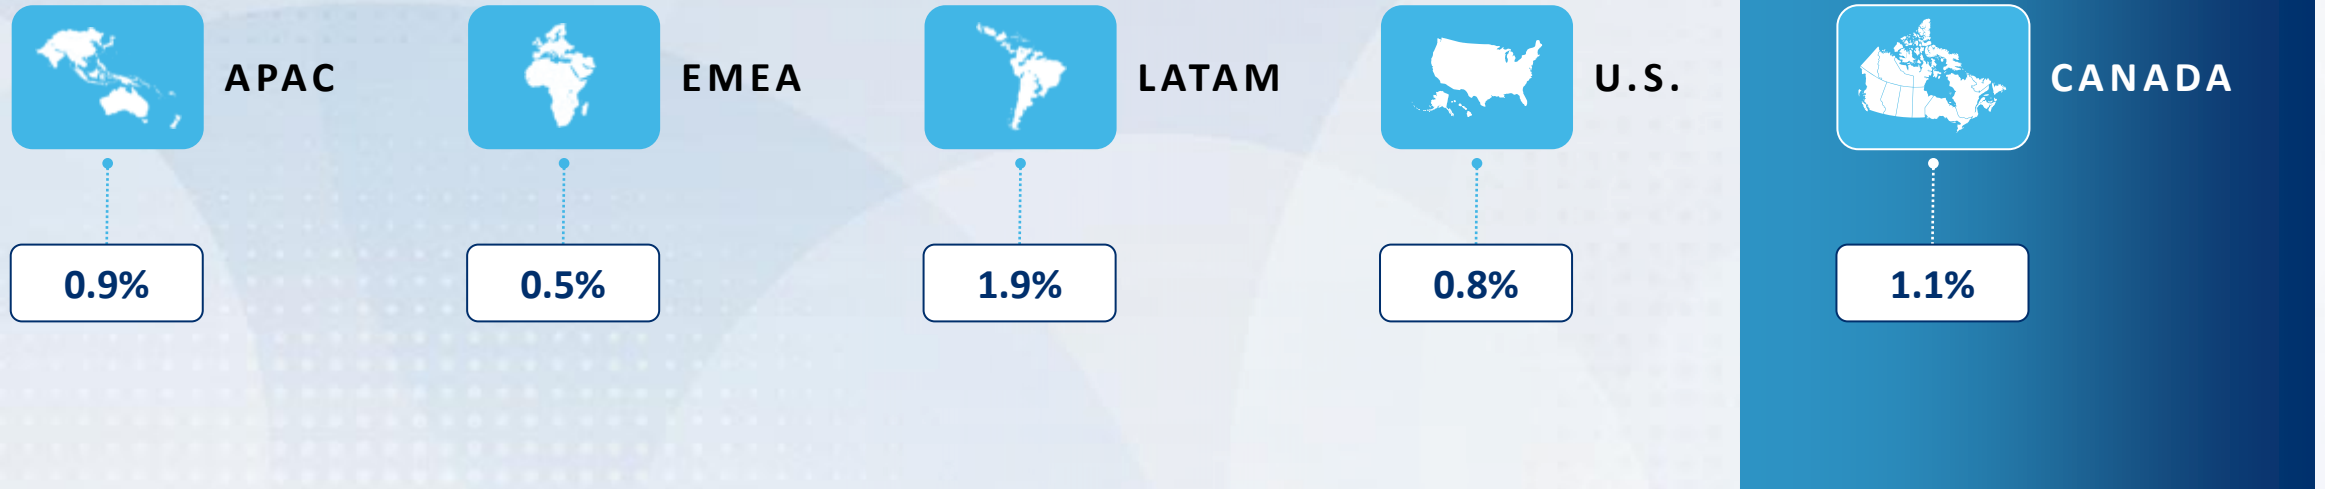 APAC
EMEA
LATAM
U.S.
CANADA
0.9%
0.5%
1.9%
0.8%
1.1%